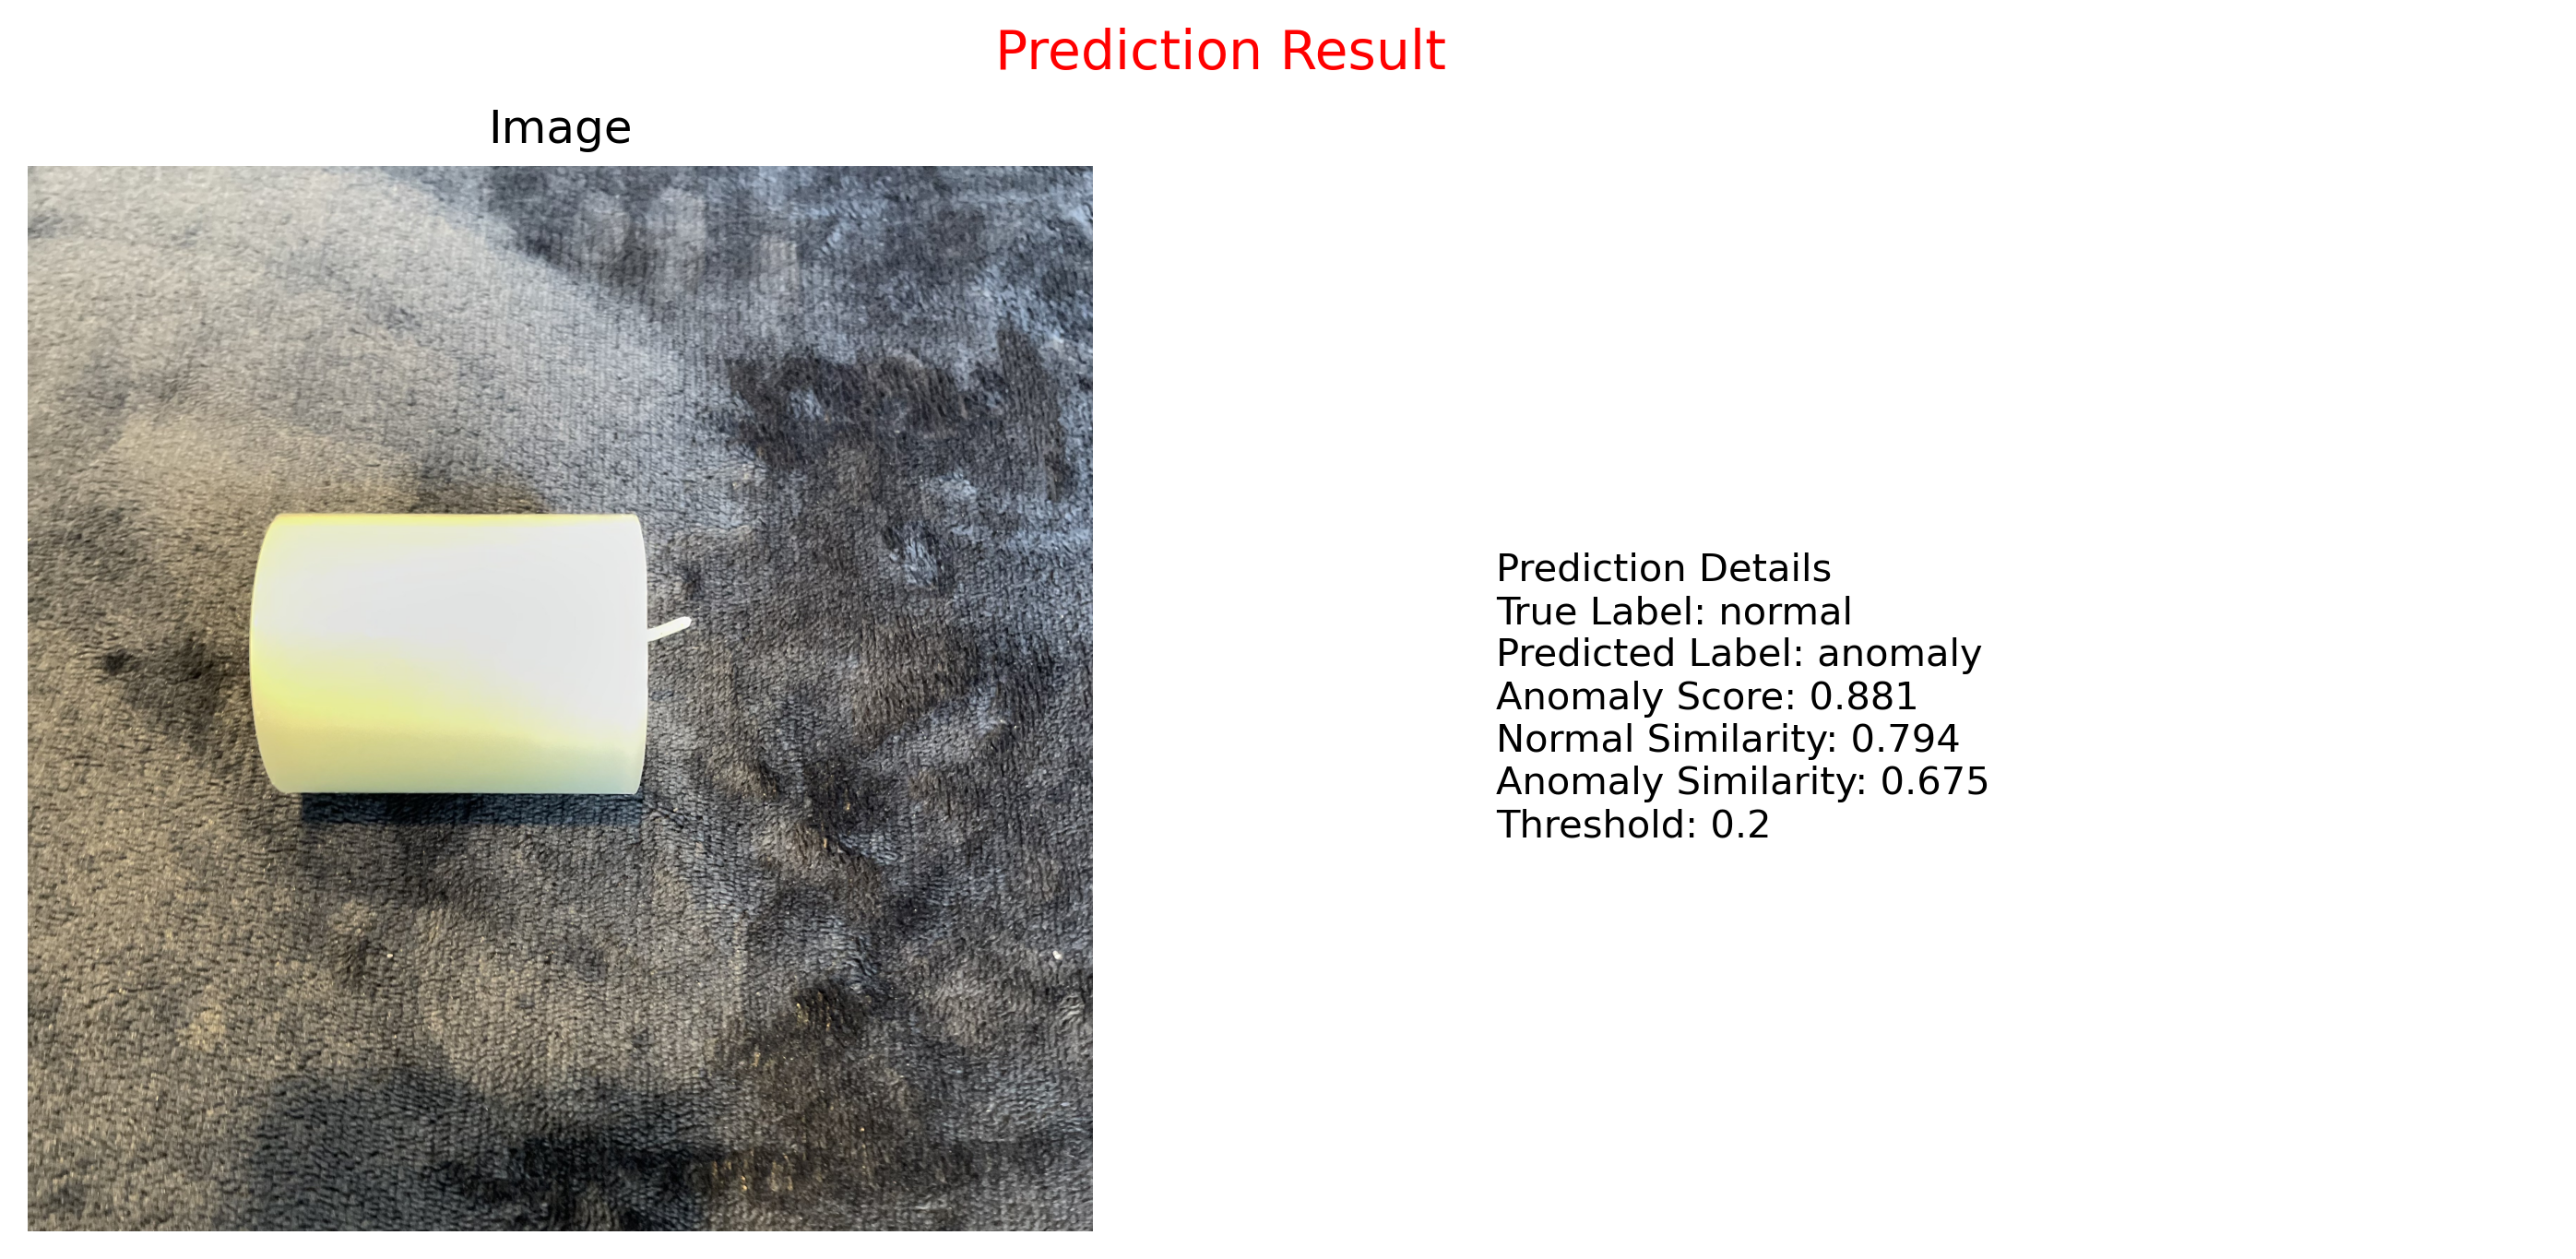 Prediction Result
Image
Prediction Details
True Label: normal
Predicted Label: anomaly
Anomaly Score: 0.881
Normal Similarity: 0.794
Anomaly Similarity: 0.675
Threshold: 0.2